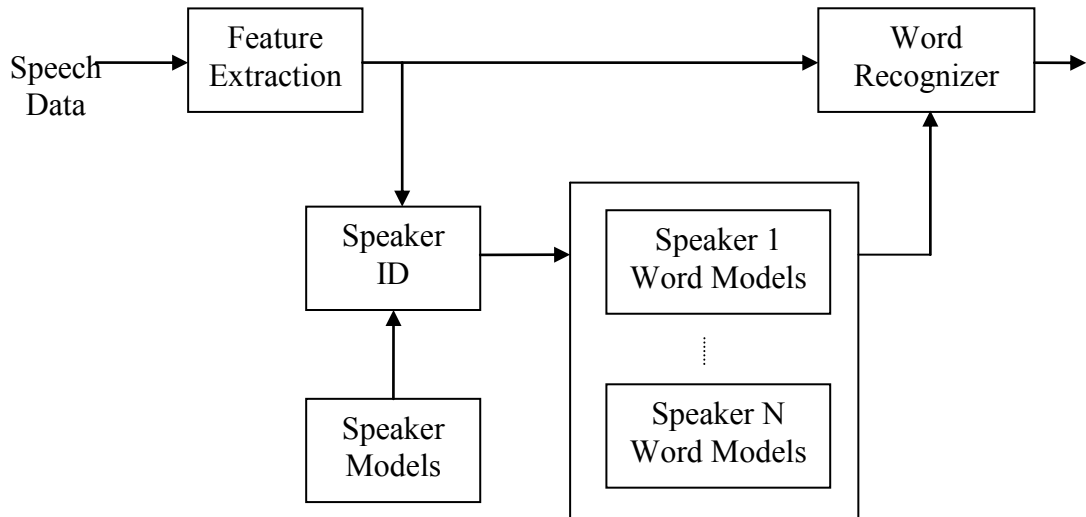 Speech
Data
Feature
Extraction
Word
Recognizer
Speaker
ID
Speaker 1
Word Models
Speaker
Models
Speaker N
Word Models